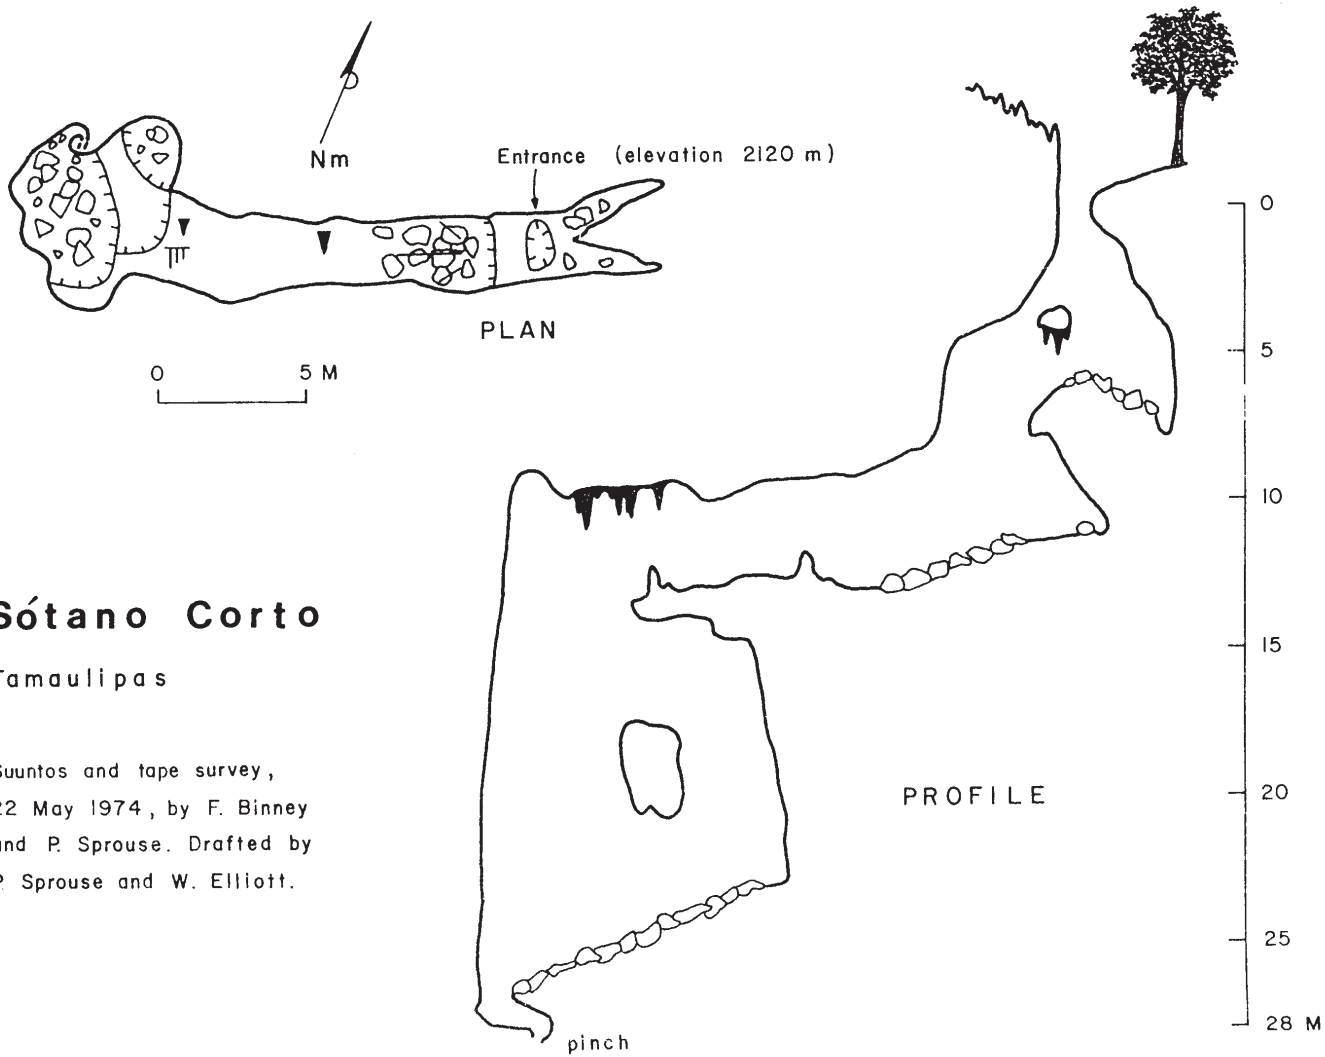 Nm
Entrance (elevation 2120 m)
PLAN
0 5 M
0
5
10
15
20
25
28 M
Sótano Corto
Tamaulipas
Suuntos and tape survey,
22 May 1974, by F. Binney
and P. Sprouse. Drafted by
P. Sprouse and W. Elliott.
PROFILE
pinch